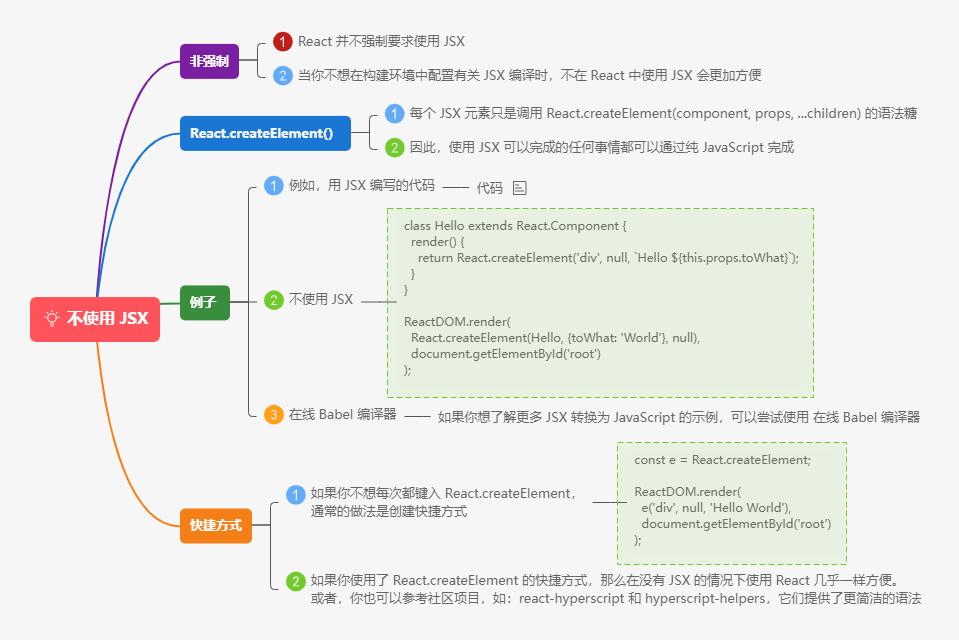 不使用 JSX
非强制
1 React 并不强制要求使用 JSX
2 当你不想在构建环境中配置有关 JSX 编译时，不在 React 中使用 JSX 会更加方便
React.createElement()
1 每个 JSX 元素只是调用 React.createElement(component, props, ...children) 的语法糖
2 因此，使用 JSX 可以完成的任何事情都可以通过纯 JavaScript 完成
例子
1 例如，用 JSX 编写的代码 代码
2 不使用 JSX
class Hello extends React.Component {
render() {
return React.createElement('div', null, `Hello ${this.props.toWhat}`);
}
}
ReactDOM.render(
React.createElement(Hello, {toWhat: 'World'}, null),
document.getElementById('root')
);
3 在线 Babel 编译器 如果你想了解更多 JSX 转换为 JavaScript 的示例，可以尝试使用 在线 Babel 编译器
快捷方式
1 如果你不想每次都键入 React.createElement，
通常的做法是创建快捷方式
const e = React.createElement;
ReactDOM.render(
e('div', null, 'Hello World'),
document.getElementById('root')
);
2 如果你使用了 React.createElement 的快捷方式，那么在没有 JSX 的情况下使用 React 几乎一样方便。
或者，你也可以参考社区项目，如：react-hyperscript 和 hyperscript-helpers，它们提供了更简洁的语法